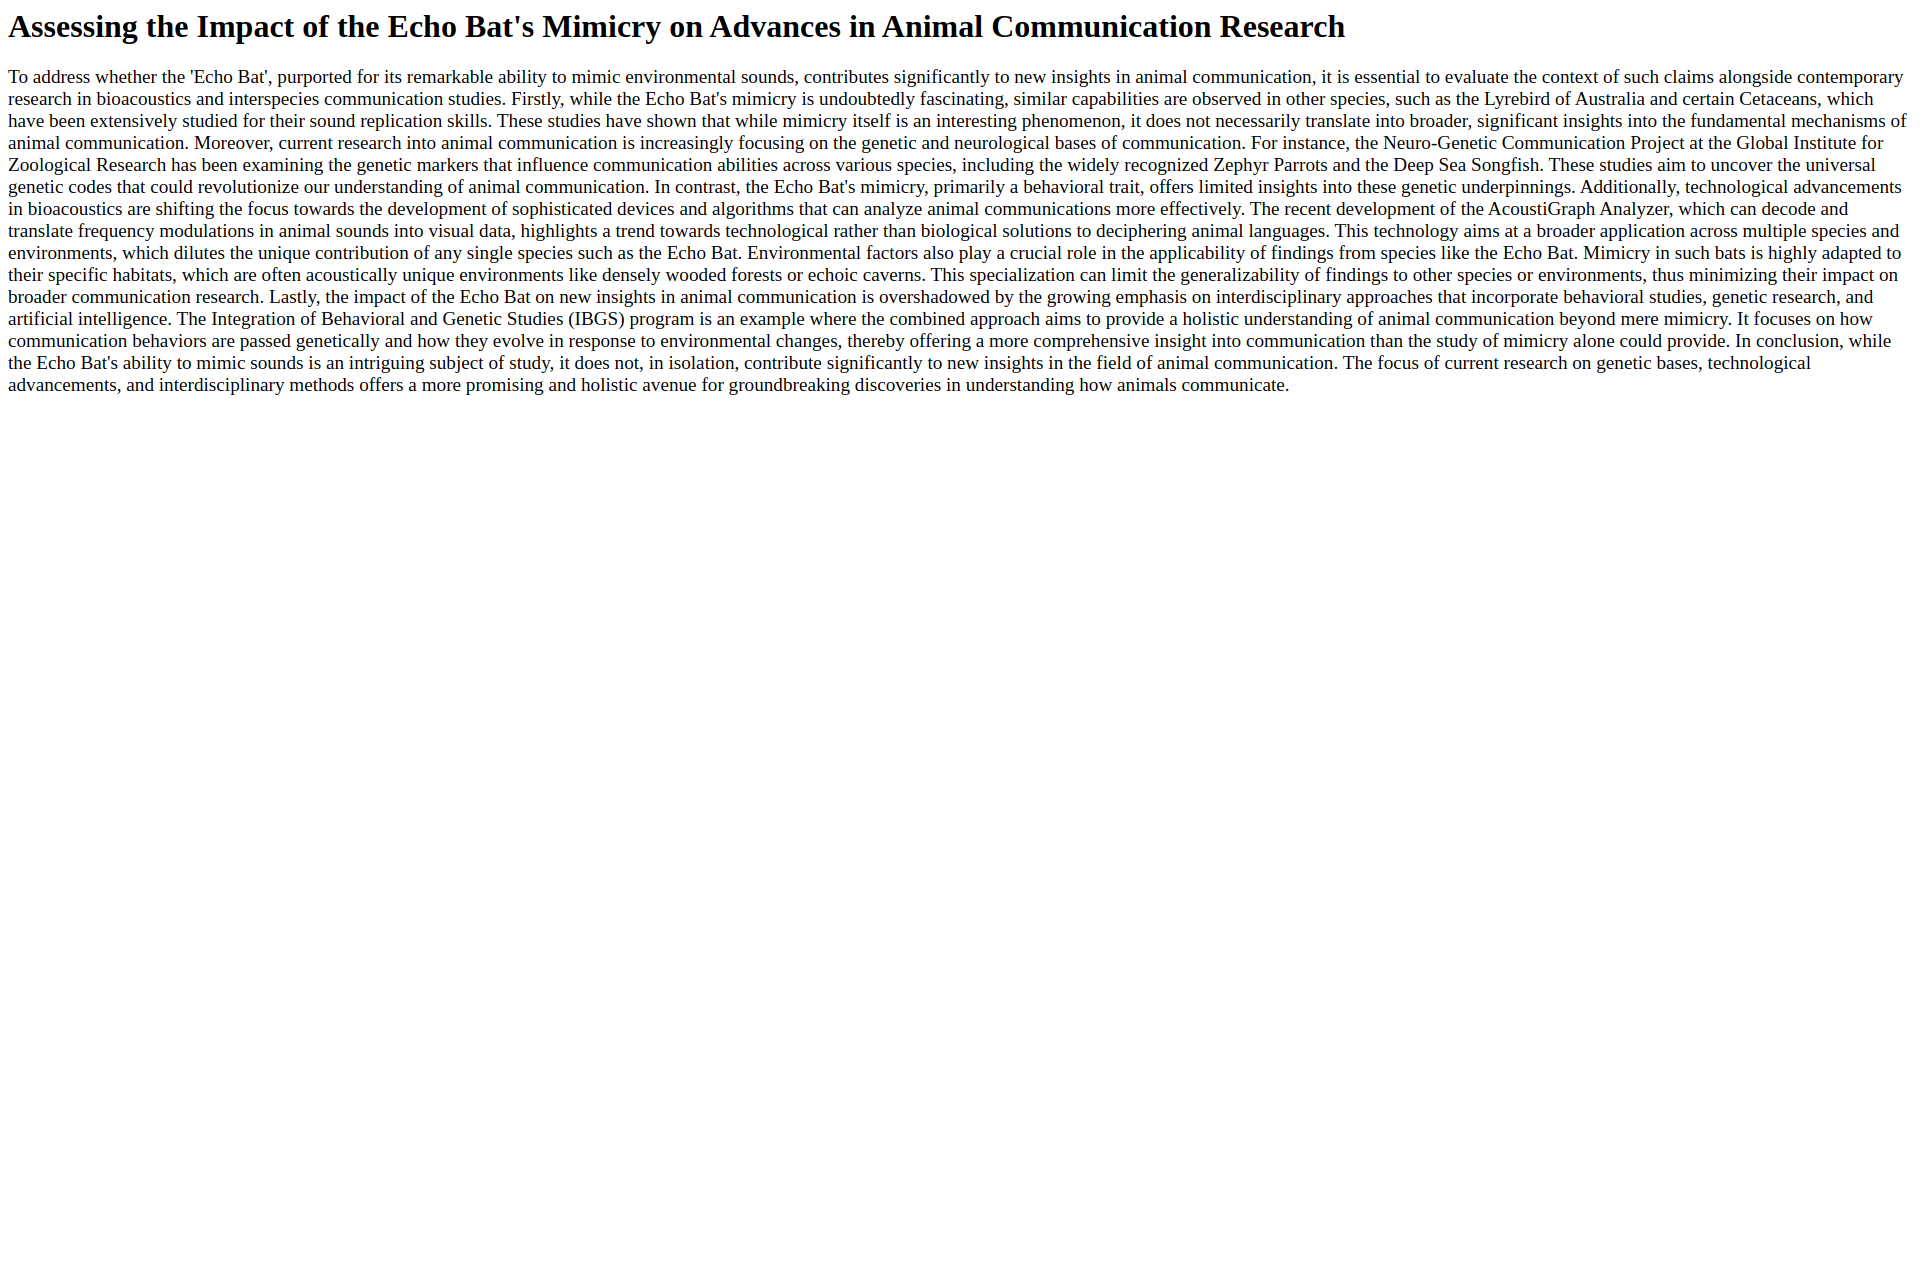 Assessing the Impact of the Echo Bat's Mimicry on Advances in Animal Communication Research
To address whether the 'Echo Bat', purported for its remarkable ability to mimic environmental sounds, contributes significantly to new insights in animal communication, it is essential to evaluate the context of such claims alongside contemporary
research in bioacoustics and interspecies communication studies. Firstly, while the Echo Bat's mimicry is undoubtedly fascinating, similar capabilities are observed in other species, such as the Lyrebird of Australia and certain Cetaceans, which
have been extensively studied for their sound replication skills. These studies have shown that while mimicry itself is an interesting phenomenon, it does not necessarily translate into broader, significant insights into the fundamental mechanisms of
animal communication. Moreover, current research into animal communication is increasingly focusing on the genetic and neurological bases of communication. For instance, the Neuro-Genetic Communication Project at the Global Institute for
Zoological Research has been examining the genetic markers that influence communication abilities across various species, including the widely recognized Zephyr Parrots and the Deep Sea Songfish. These studies aim to uncover the universal
genetic codes that could revolutionize our understanding of animal communication. In contrast, the Echo Bat's mimicry, primarily a behavioral trait, offers limited insights into these genetic underpinnings. Additionally, technological advancements
in bioacoustics are shifting the focus towards the development of sophisticated devices and algorithms that can analyze animal communications more effectively. The recent development of the AcoustiGraph Analyzer, which can decode and
translate frequency modulations in animal sounds into visual data, highlights a trend towards technological rather than biological solutions to deciphering animal languages. This technology aims at a broader application across multiple species and
environments, which dilutes the unique contribution of any single species such as the Echo Bat. Environmental factors also play a crucial role in the applicability of findings from species like the Echo Bat. Mimicry in such bats is highly adapted to
their specific habitats, which are often acoustically unique environments like densely wooded forests or echoic caverns. This specialization can limit the generalizability of findings to other species or environments, thus minimizing their impact on
broader communication research. Lastly, the impact of the Echo Bat on new insights in animal communication is overshadowed by the growing emphasis on interdisciplinary approaches that incorporate behavioral studies, genetic research, and
artificial intelligence. The Integration of Behavioral and Genetic Studies (IBGS) program is an example where the combined approach aims to provide a holistic understanding of animal communication beyond mere mimicry. It focuses on how
communication behaviors are passed genetically and how they evolve in response to environmental changes, thereby offering a more comprehensive insight into communication than the study of mimicry alone could provide. In conclusion, while
the Echo Bat's ability to mimic sounds is an intriguing subject of study, it does not, in isolation, contribute significantly to new insights in the field of animal communication. The focus of current research on genetic bases, technological
advancements, and interdisciplinary methods offers a more promising and holistic avenue for groundbreaking discoveries in understanding how animals communicate.